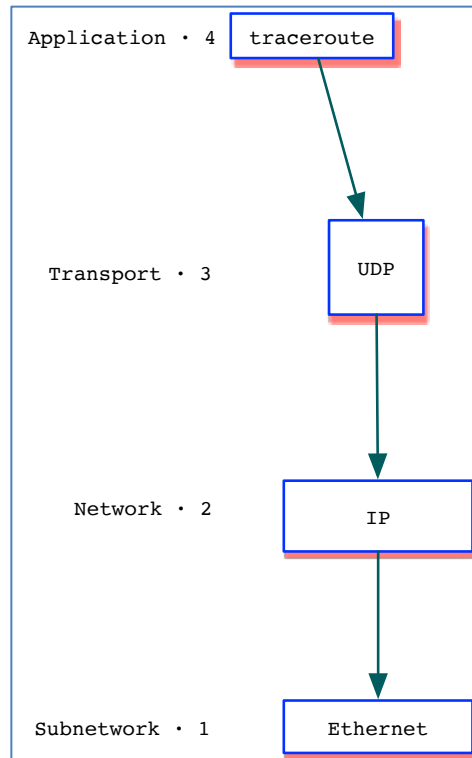 Application · 4 traceroute
Transport · 3 UDP
Network · 2 IP
Subnetwork · 1 Ethernet